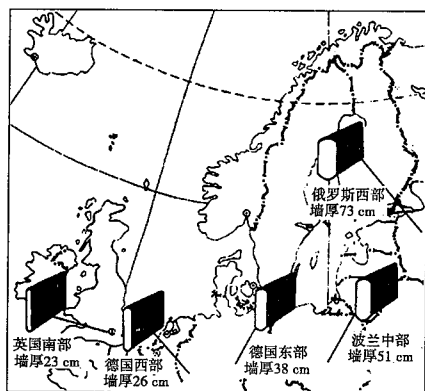 俄罗斯西部
墙厚73 cm
英国南部
墙厚23 cm
德国西部
墙厚26 cm
德国东部
墙厚38 cm
波兰中部
墙厚51 cm